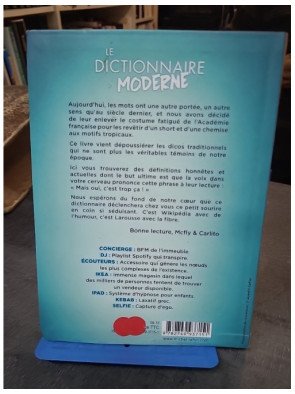 LE
DICTIONNAIRE
MODERNE
Aujourd'hui, les mots ont une autre portée, un autre
sens qu'au siècle dernier, et nous avons décidé
de leur enlever le costume fatigué de l'Académie
française pour les revêtir d'un short et d'une chemise
aux motifs tropicaux.
Ce livre vient dépoussiérer les dicos traditionnels
qui ne sont plus les véritables témoins de notre
époque.
Ici vous trouverez des définitions honnêtes et
actuelles dont le but ultime est que la voix dans
votre cerveau prononce cette phrase à leur lecture :
« Mais oui, c'est trop ça ! »
Nous espérons du fond de notre cœur que ce
dictionnaire déclenchera chez vous ce petit sourire
en coin si séduisant. C'est Wikipédia avec de
l'humour, c'est Larousse avec la fibre.
Bonne lecture, Mcfly & Carlito
CONCIERGE : BFM de l'immeuble.
DJ : Playlist Spotify qui transpire.
ÉCOUTEURS : Accessoire qui génère les nœuds
les plus complexes de l'existence.
IKEA : Immense magasin dans lequel
des milliers de personnes tentent de trouver
un vendeur disponible.
IPAD : Système d'hypnose pour enfants.
KEBAB : Laxatif grec.
SELFIE : Capture d'ego.